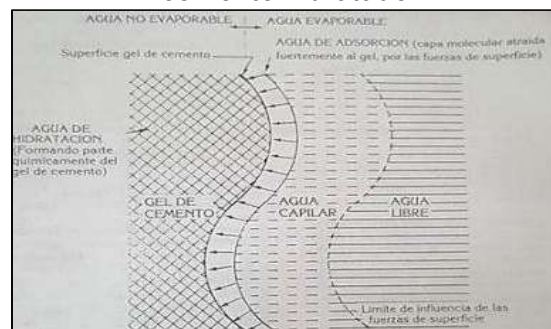 AGUA NO EVAPORABLE
AGUA EVAPORABLE
Superficie gel de cemento
AGUA DE ADSORCION (capa molecular atraida
fuertemente al gel, por las fuerzas de superficie)
AGUA DE
HIDRATACION
(Formando parte
quimicamente del
gel de cemento)
GEL DE
CEMENTO
AGUA
CAPILAR
AGUA
LIBRE
Limite de influencia de las
fuerzas de superficie